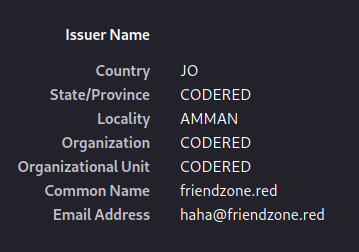 Issuer Name
Country JO
State/Province CODERED
Locality AMMAN
Organization CODERED
Organizational Unit CODERED
Common Name friendzone.red
Email Address haha@friendzone.red